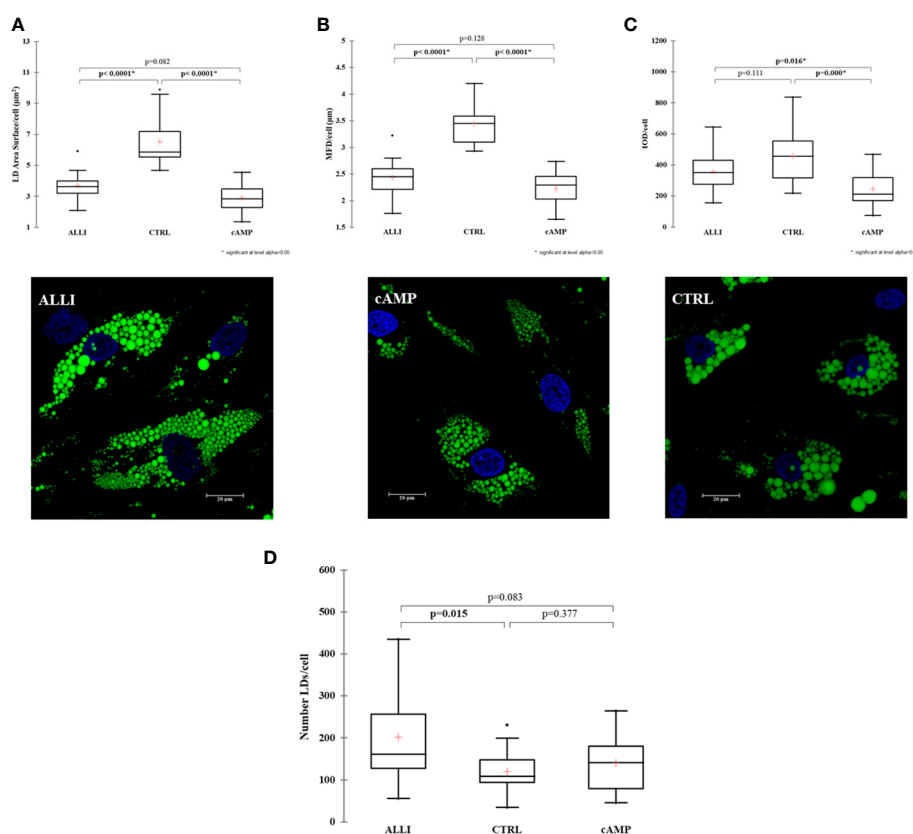 A
B
C
LD Area Surface/cell (µm²)
13
11
9
7
5
3
1
p=0.082
p< 0.0001* p< 0.0001*
ALLI CTRL cAMP
*: significant at level alpha=0.05
MFD/cell (µm)
5
4.5
4
3.5
3
2.5
2
1.5
p=0.128
p< 0.0001* p< 0.0001*
ALLI CTRL cAMP
*: significant at level alpha=0.05
IOD/cell
1200
1000
800
600
400
200
0
p=0.016*
p=0.111 p=0.000*
ALLI CTRL cAMP
*: significant at level alpha=0
ALLI
20 µm
cAMP
20 µm
CTRL
20 µm
D
Number LDs/cell
600
500
400
300
200
100
0
p=0.083
p=0.015 p=0.377
ALLI CTRL cAMP